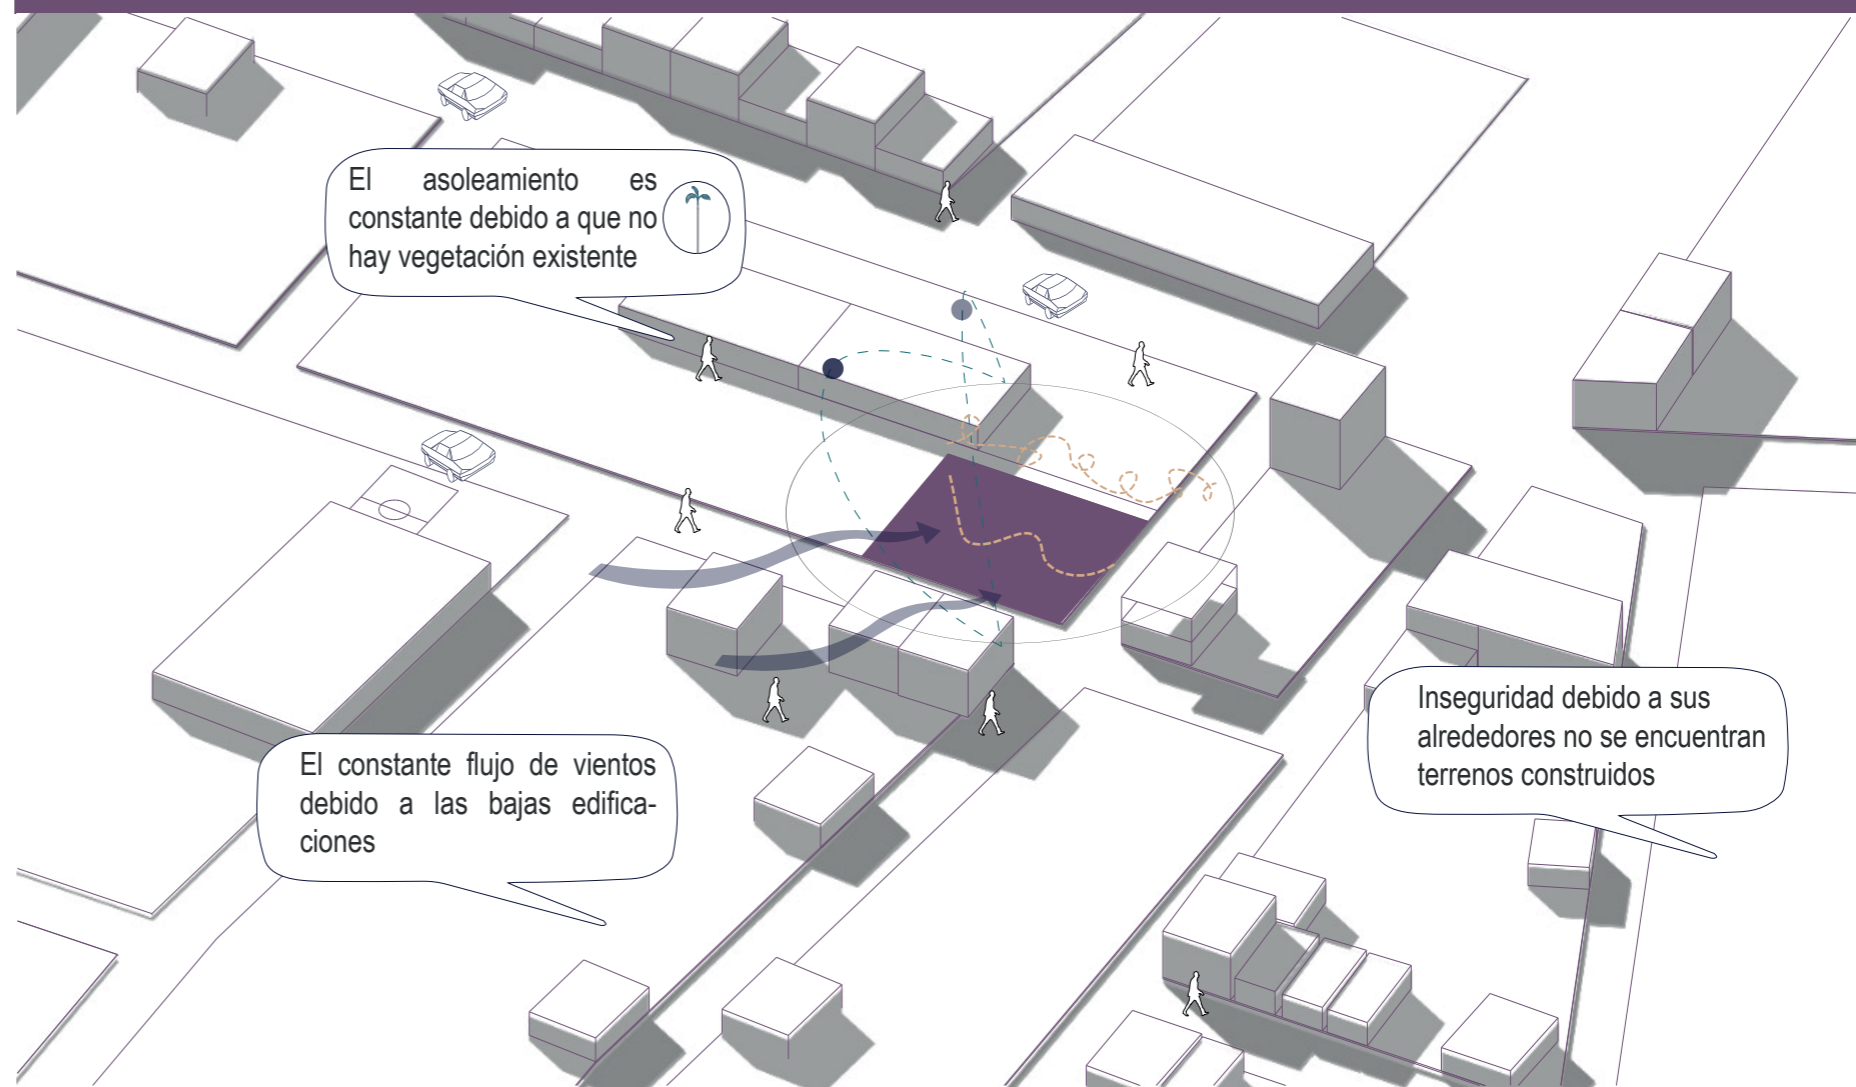 El asoleamiento es
constante debido a que no
hay vegetación existente
El constante flujo de vientos
debido a las bajas edifica-
ciones
Inseguridad debido a sus
alrededores no se encuentran
terrenos construidos